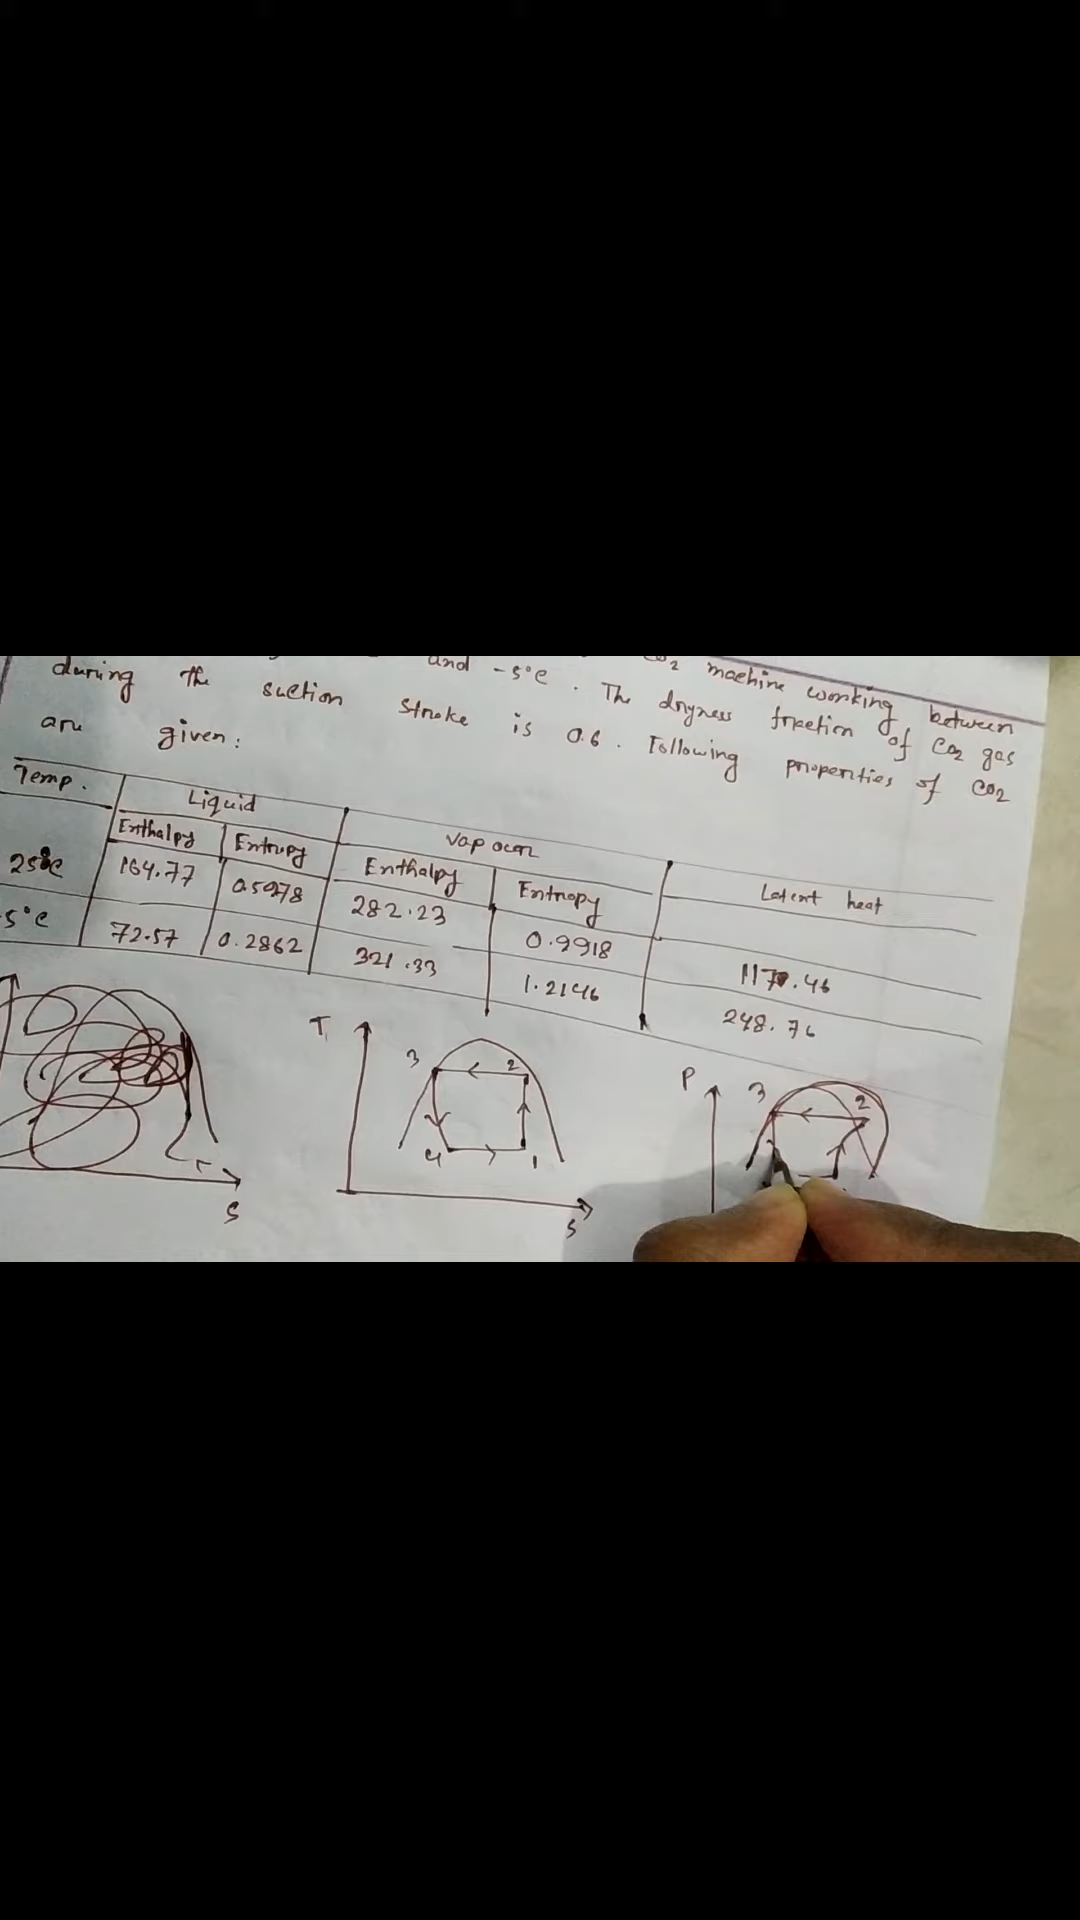 and -5°C. CO2 machine working between
during the suction stroke is 0.6. The dryness fraction of CO2 gas
are given: Following properties of CO2
Temp. Liquid Vapour Latent heat
Enthalpy Entropy Enthalpy Entropy
25°C 164.77 0.5978 282.23 0.9918 117.46
-5°C 72.57 0.2862 321.33 1.2146 248.76
T 3 2 4 1 S
P 3 2
S